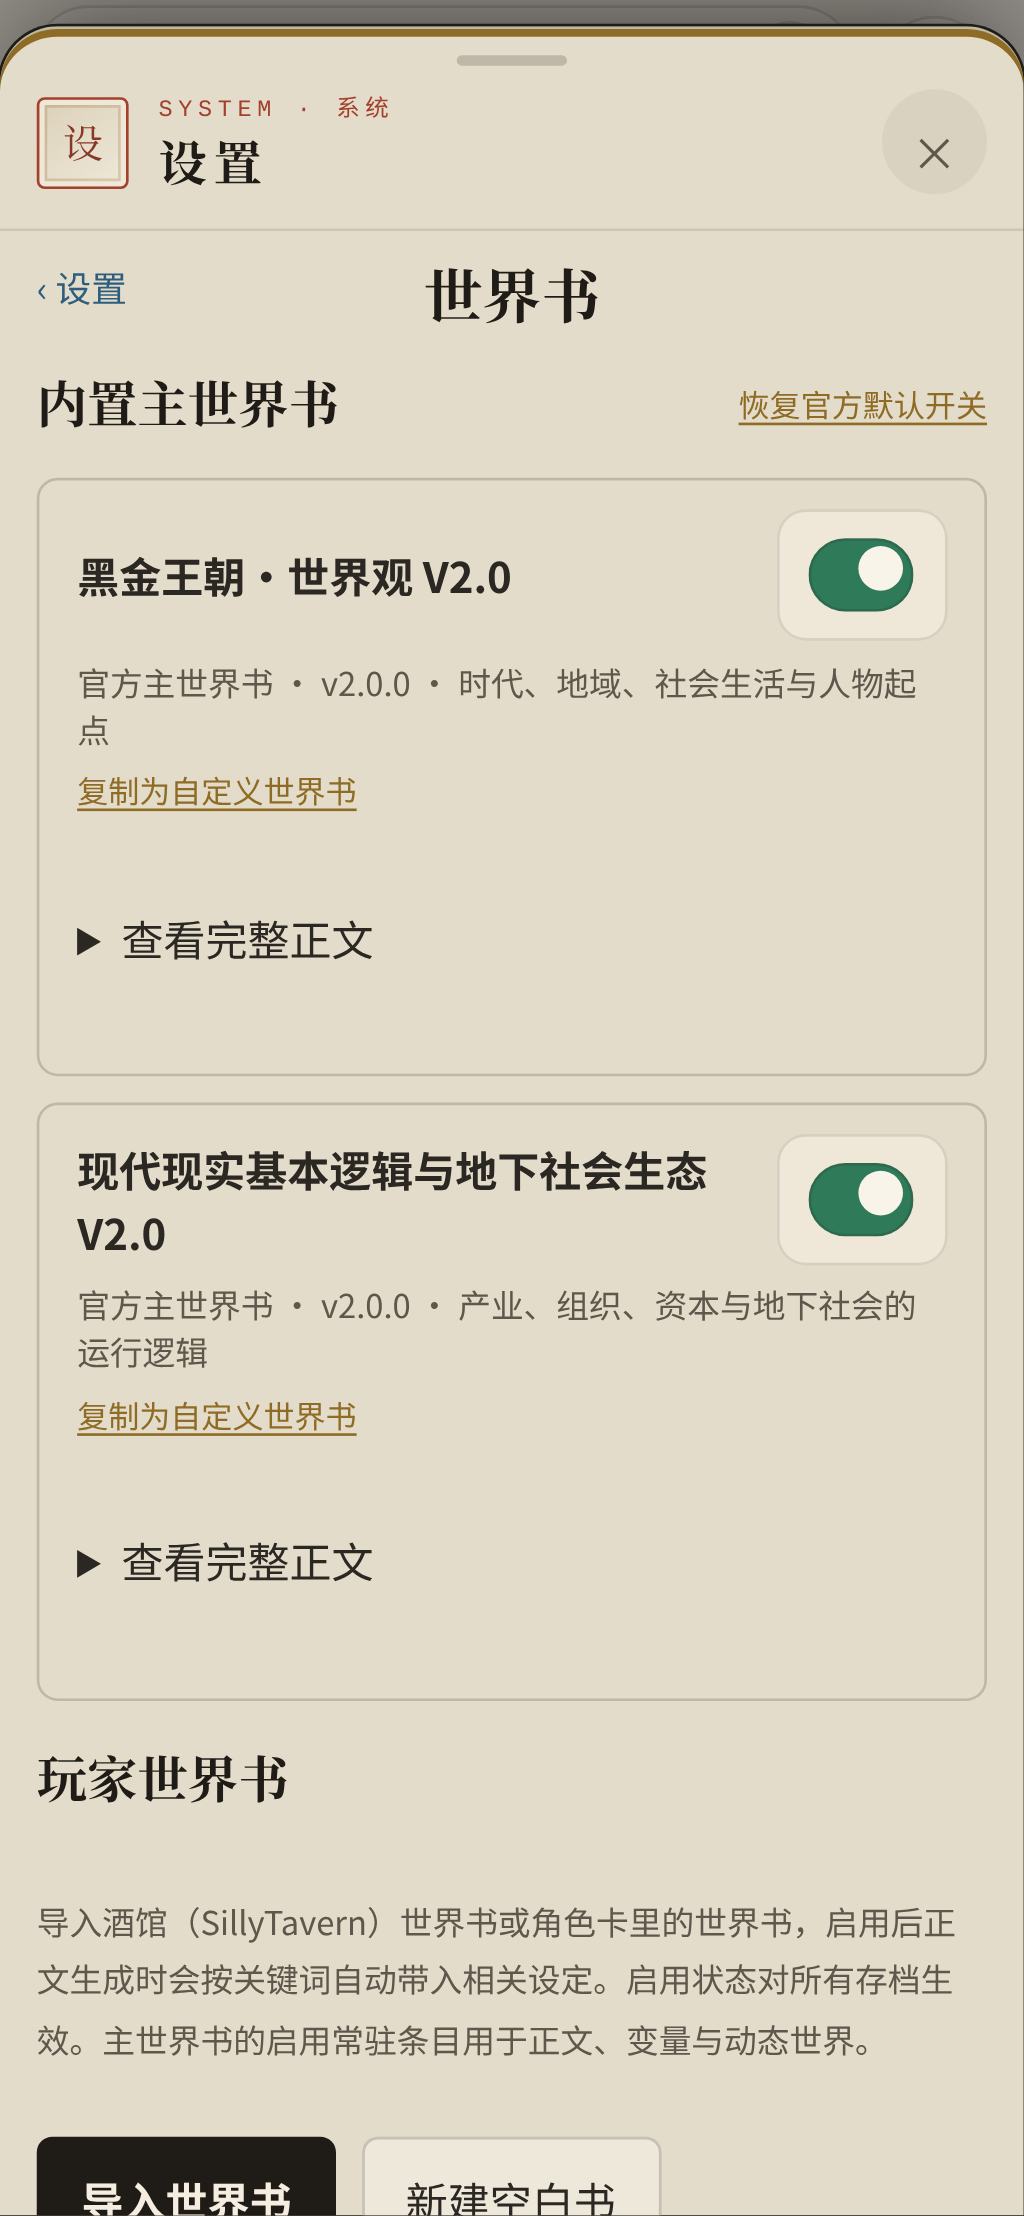 设
SYSTEM · 系统
设置
‹ 设置
世界书
内置主世界书
恢复官方默认开关
黑金王朝·世界观 V2.0
官方主世界书 · v2.0.0 · 时代、地域、社会生活与人物起
点
复制为自定义世界书
▶ 查看完整正文
现代现实基本逻辑与地下社会生态
V2.0
官方主世界书 · v2.0.0 · 产业、组织、资本与地下社会的
运行逻辑
复制为自定义世界书
▶ 查看完整正文
玩家世界书
导入酒馆（SillyTavern）世界书或角色卡里的世界书，启用后正
文生成时会按关键词自动带入相关设定。启用状态对所有存档生
效。主世界书的启用常驻条目用于正文、变量与动态世界。
导入世界书
新建空白书